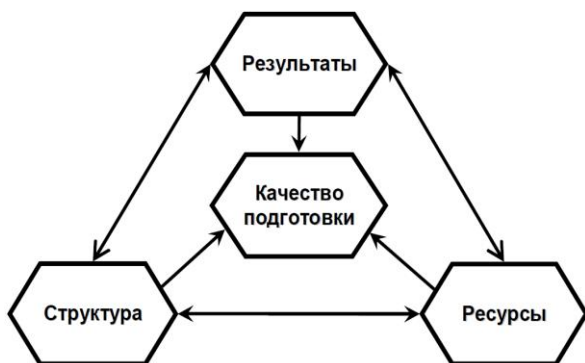 Результаты
Качество
подготовки
Структура
Ресурсы